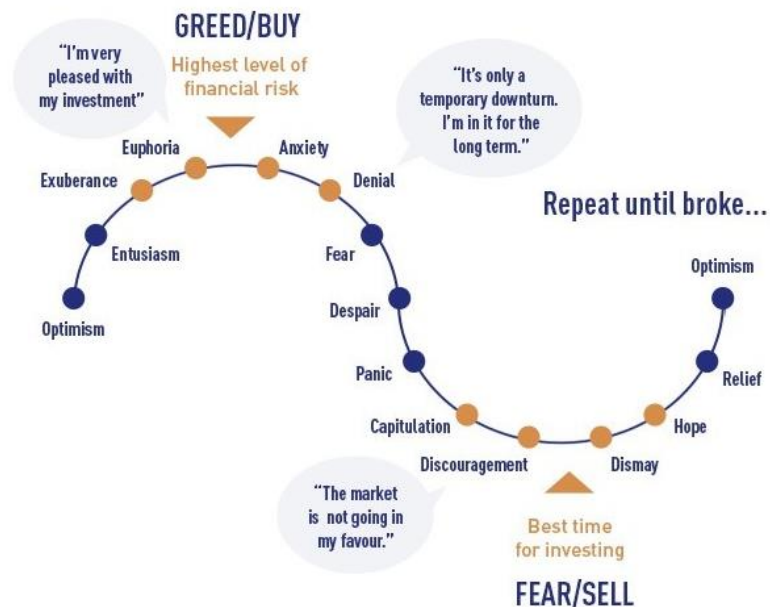 GREED/BUY
Highest level of
financial risk
“I’m very
pleased with
my investment”
“It’s only a
temporary downturn.
I’m in it for the
long term.”
Euphoria
Anxiety
Exuberance
Denial
Entusiasm
Fear
Optimism
Despair
Panic
Capitulation
Discouragement
Dismay
Hope
Relief
Optimism
Repeat until broke...
“The market
is not going in
my favour.”
Best time
for investing
FEAR/SELL